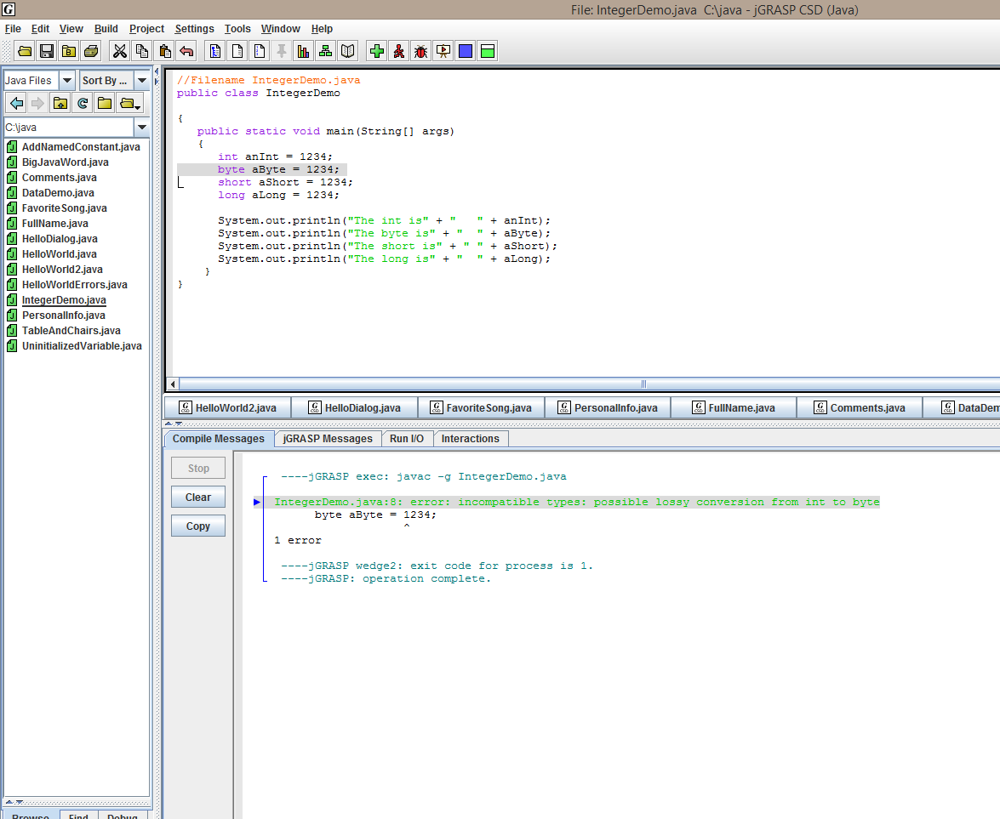 File: IntegerDemo.java  C:\java - jGRASP CSD (Java)
File Edit View Build Project Settings Tools Window Help
Java Files Sort By ...
C:\java
AddNamedConstant.java
BigJavaWord.java
Comments.java
DataDemo.java
FavoriteSong.java
FullName.java
HelloDialog.java
HelloWorld.java
HelloWorld2.java
HelloWorldErrors.java
IntegerDemo.java
PersonalInfo.java
TableAndChairs.java
UninitializedVariable.java
Browse Find Debug
//Filename IntegerDemo.java
public class IntegerDemo
{
public static void main(String[] args)
{
int anInt = 1234;
byte aByte = 1234;
short aShort = 1234;
long aLong = 1234;
System.out.println("The int is" + "   " + anInt);
System.out.println("The byte is" + "  " + aByte);
System.out.println("The short is" + " " + aShort);
System.out.println("The long is" + "  " + aLong);
}
}
HelloWorld2.java HelloDialog.java FavoriteSong.java PersonalInfo.java FullName.java Comments.java DataDem
Compile Messages jGRASP Messages Run I/O Interactions
Stop
Clear
Copy
----jGRASP exec: javac -g IntegerDemo.java
IntegerDemo.java:8: error: incompatible types: possible lossy conversion from int to byte
byte aByte = 1234;
^
1 error
----jGRASP wedge2: exit code for process is 1.
----jGRASP: operation complete.